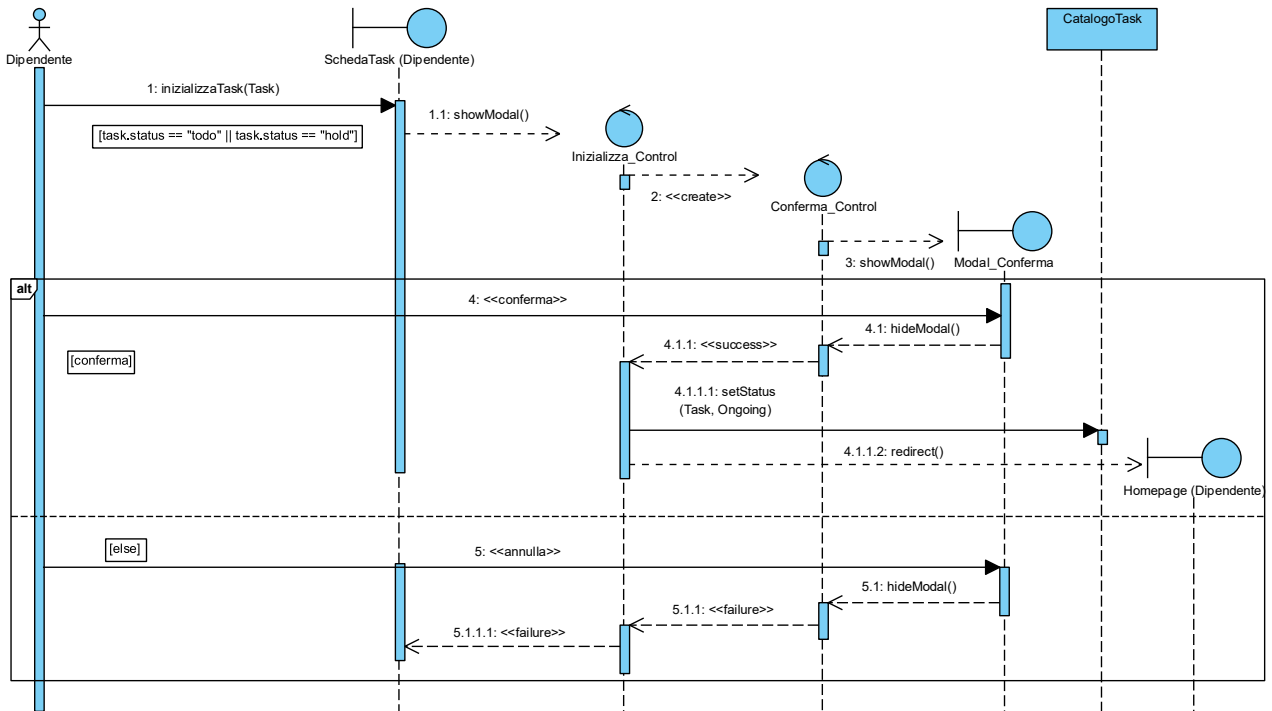 CatalogoTask
Dipendente
SchedaTask (Dipendente)
1: inizializzaTask(Task)
1.1: showModal()
[task.status == "todo" || task.status == "hold"]
Inizializza_Control
2: <<create>>
Conferma_Control
3: showModal()
Modal_Conferma
alt
4: <<conferma>>
4.1: hideModal()
4.1.1: <<success>>
[conferma]
4.1.1.1: setStatus
(Task, Ongoing)
4.1.1.2: redirect()
Homepage (Dipendente)
[else]
5: <<annulla>>
5.1: hideModal()
5.1.1: <<failure>>
5.1.1.1: <<failure>>